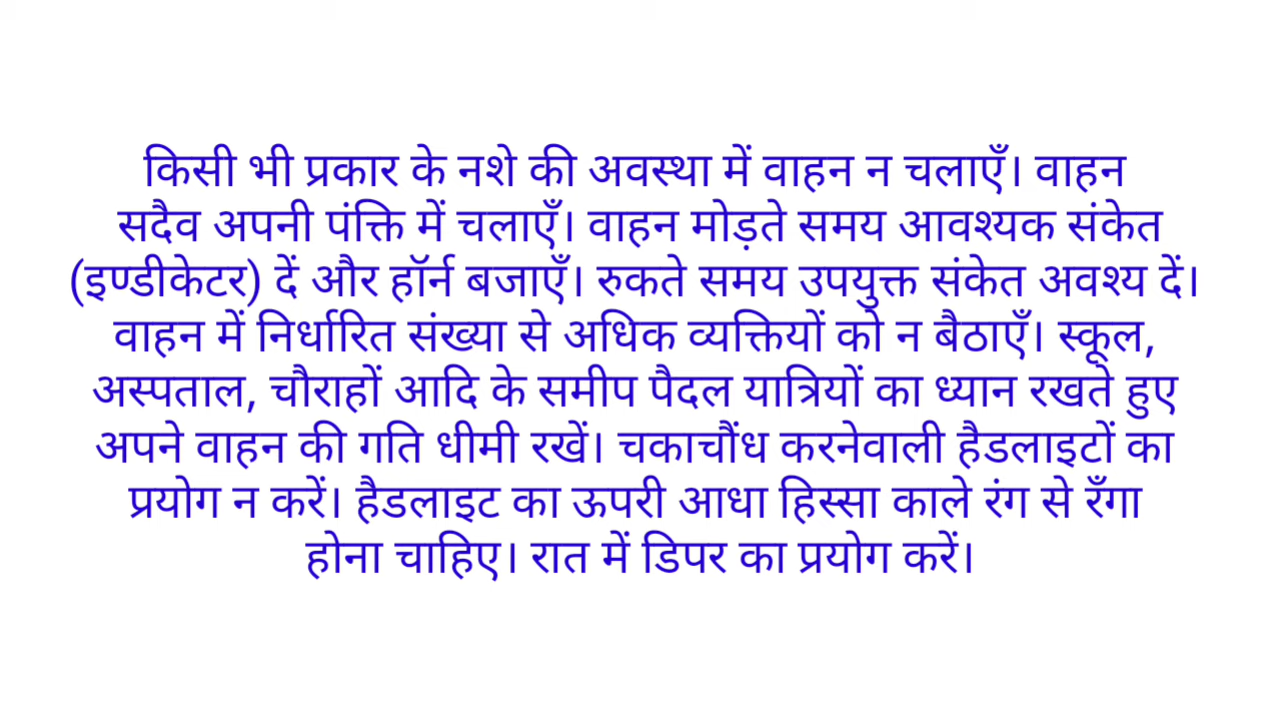 किसी भी प्रकार के नशे की अवस्था में वाहन न चलाएँ। वाहन
सदैव अपनी पंक्ति में चलाएँ। वाहन मोड़ते समय आवश्यक संकेत
(इण्डीकेटर) दें और हॉर्न बजाएँ। रुकते समय उपयुक्त संकेत अवश्य दें।
वाहन में निर्धारित संख्या से अधिक व्यक्तियों को न बैठाएँ। स्कूल,
अस्पताल, चौराहों आदि के समीप पैदल यात्रियों का ध्यान रखते हुए
अपने वाहन की गति धीमी रखें। चकाचौंध करनेवाली हैडलाइटों का
प्रयोग न करें। हैडलाइट का ऊपरी आधा हिस्सा काले रंग से रँगा
होना चाहिए। रात में डिपर का प्रयोग करें।